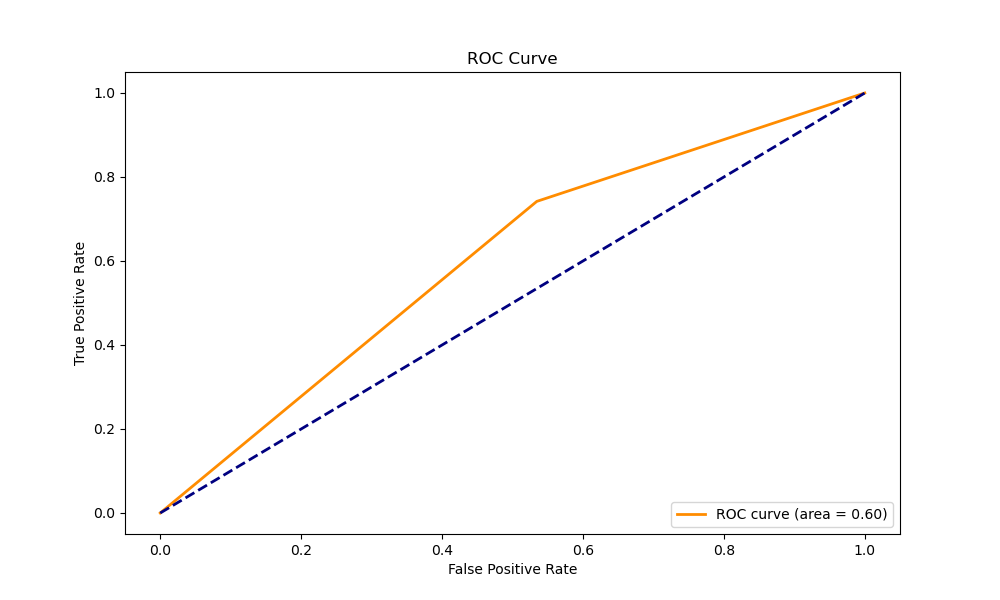 ROC Curve
1.0
0.8
0.6
0.4
0.2
0.0
True Positive Rate
ROC curve (area = 0.60)
0.0 0.2 0.4 0.6 0.8 1.0
False Positive Rate